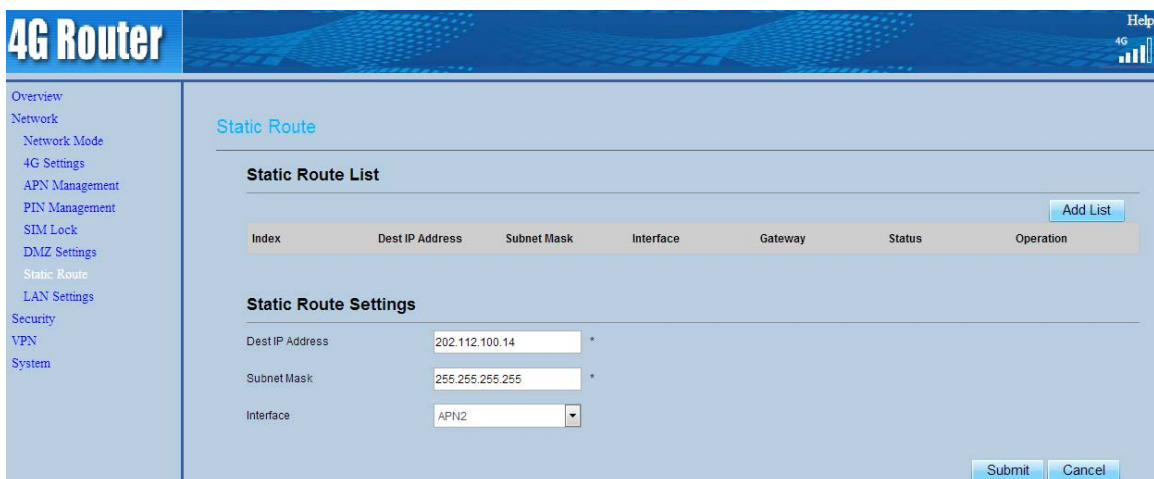 4G Router
Help
4G
Overview
Network
Network Mode
4G Settings
APN Management
PIN Management
SIM Lock
DMZ Settings
Static Route
LAN Settings
Security
VPN
System
Static Route
Static Route List
Add List
Index Dest IP Address Subnet Mask Interface Gateway Status Operation
Static Route Settings
Dest IP Address 202.112.100.14 *
Subnet Mask 255.255.255.255 *
Interface APN2
Submit Cancel